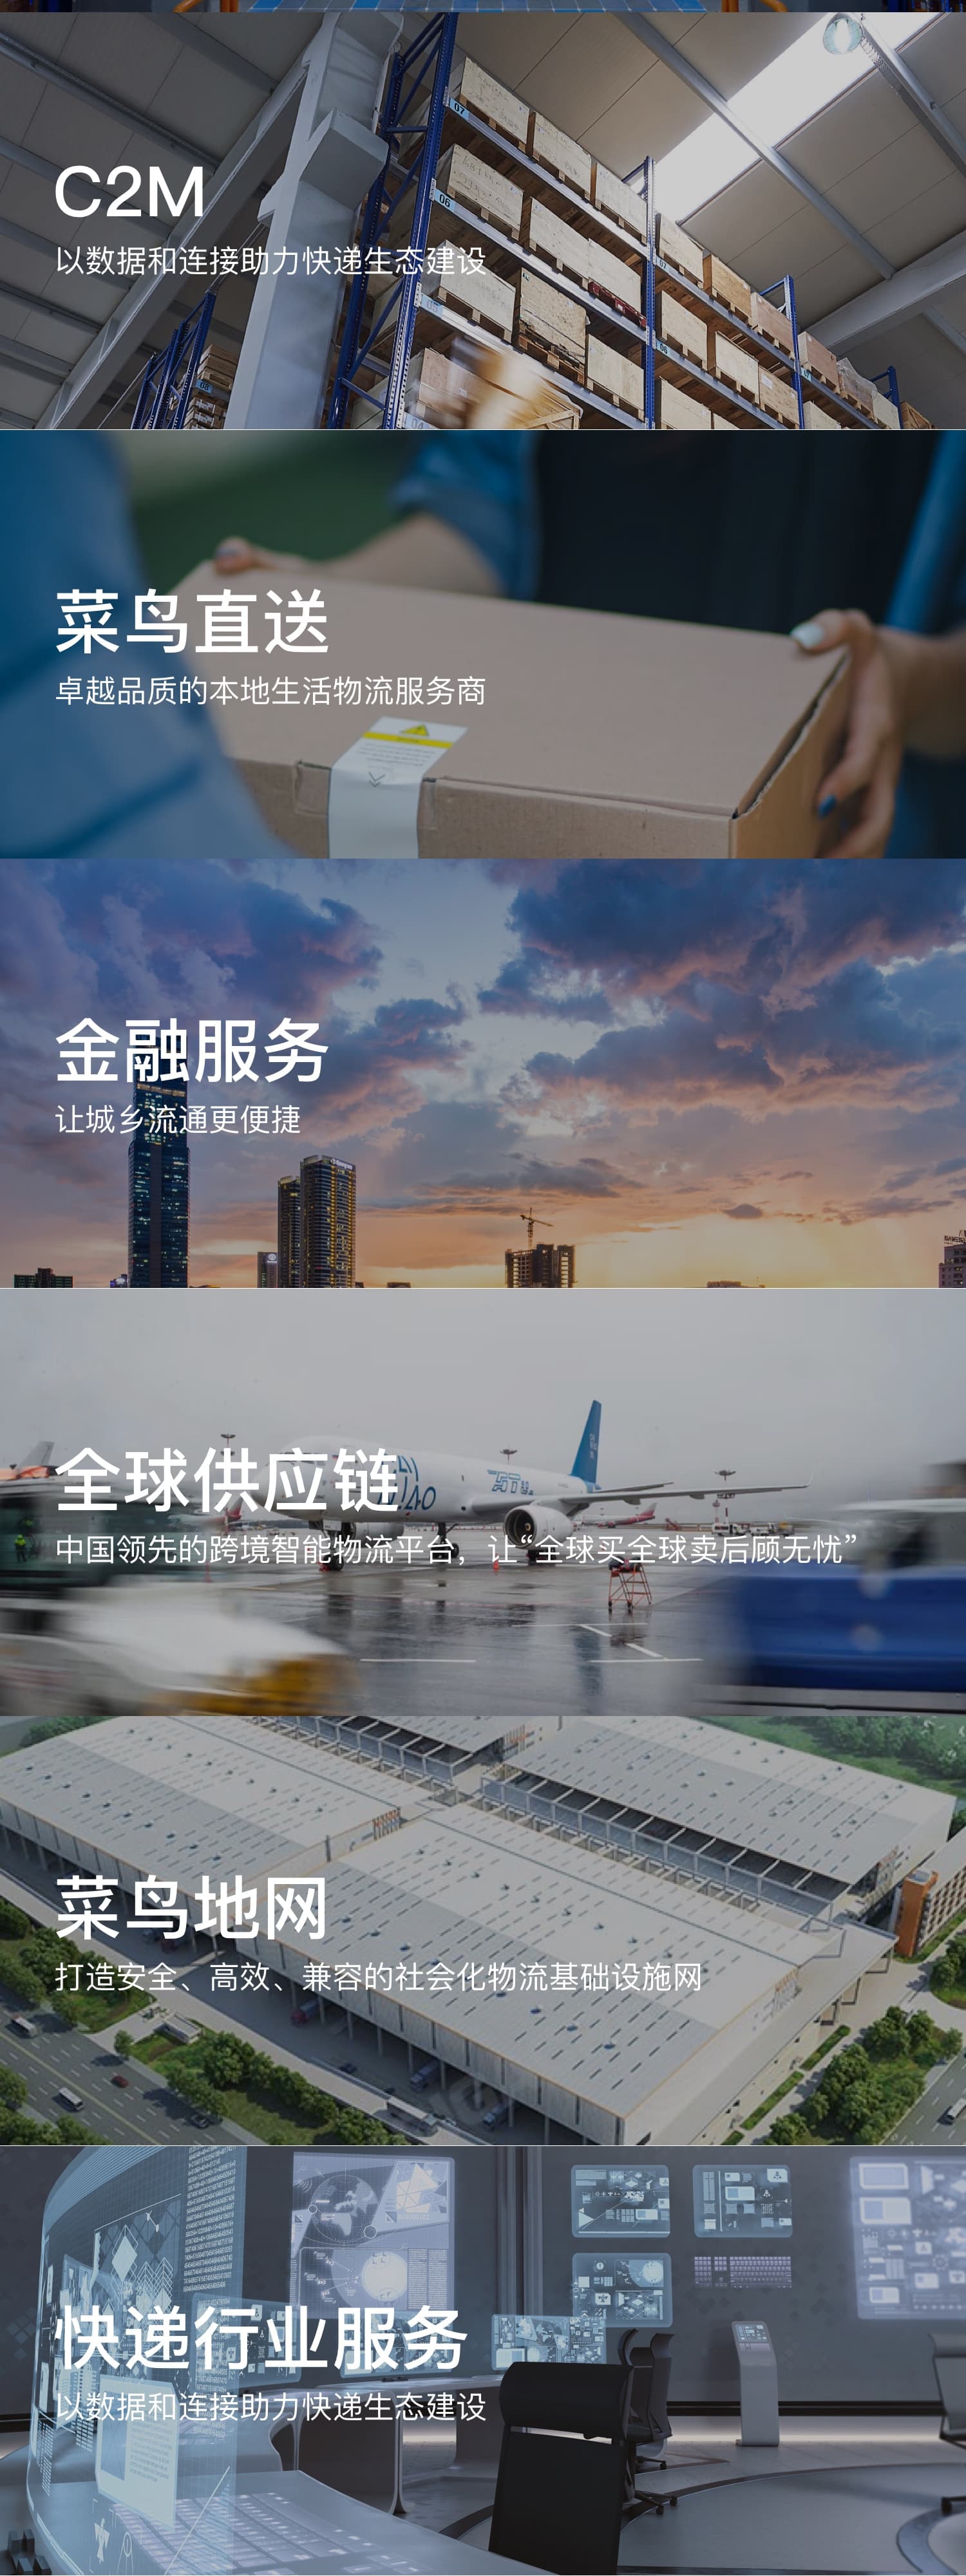 C2M
以数据和连接助力快递生态建设
07
06
菜鸟直送
卓越品质的本地生活物流服务商
金融服务
让城乡流通更便捷
全球供应链
中国领先的跨境智能物流平台，让“全球买全球卖后顾无忧”
菜鸟地网
打造安全、高效、兼容的社会化物流基础设施网
快递行业服务
以数据和连接助力快递生态建设